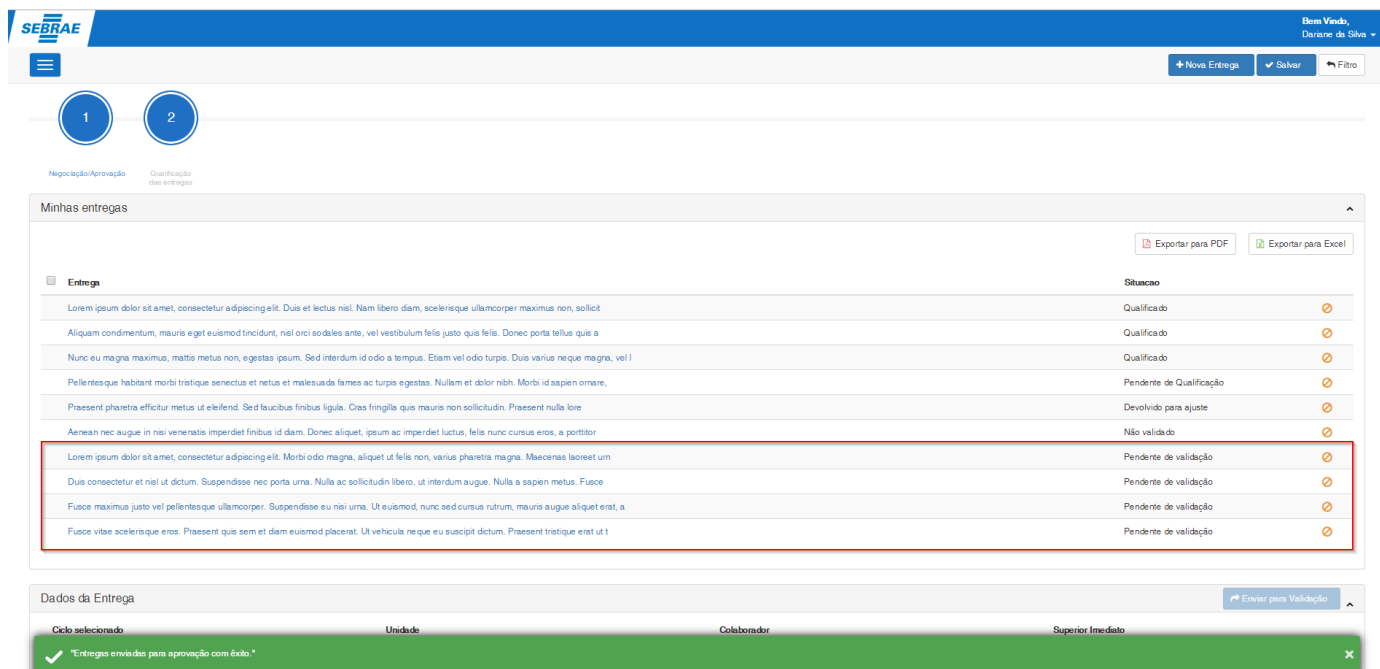 SEBRAE
Bem Vindo,
Dariane da Silva
Nova Entrega
Salvar
Filtro
1
2
Negociação/Aprovação
Qualificação
das entregas
Minhas entregas
Exportar para PDF
Exportar para Excel
Entrega
Situacao
Lorem ipsum dolor sit amet, consectetur adipiscing elit. Duis et lectus nisl. Nam libero diam, scelerisque ullamcorper maximus non, sollicit
Qualificado
Aliquam condimentum, mauris eget euismod tincidunt, nisl orci sodales ante, vel vestibulum felis justo quis felis. Donec porta tellus quis a
Qualificado
Nunc eu magna maximus, mattis metus non, egestas ipsum. Sed interdum id odio a tempus. Etiam vel odio turpis. Duis varius neque magna, vel l
Qualificado
Pellentesque habitant morbi tristique senectus et netus et malesuada fames ac turpis egestas. Nullam et dolor nibh. Morbi id sapien ornare,
Pendente de Qualificação
Praesent pharetra efficitur metus ut eleifend. Sed faucibus finibus ligula. Cras fringilla quis mauris non sollicitudin. Praesent nulla lore
Devolvido para ajuste
Aenean nec augue in nisi venenatis imperdiet finibus id diam. Donec aliquet, ipsum ac imperdiet luctus, felis nunc cursus eros, a porttitor
Não validado
Lorem ipsum dolor sit amet, consectetur adipiscing elit. Morbi odio magna, aliquet ut felis non, varius pharetra magna. Maecenas laoreet urn
Pendente de validação
Duis consectetur et nisl ut dictum. Suspendisse nec porta urna. Nulla ac sollicitudin libero, ut interdum augue. Nulla a sapien metus. Fusce
Pendente de validação
Fusce maximus justo vel pellentesque ullamcorper. Suspendisse eu nisi urna. Ut euismod, nunc sed cursus rutrum, mauris augue aliquet erat, a
Pendente de validação
Fusce vitae scelerisque eros. Praesent quis sem et diam euismod placerat. Ut vehicula neque eu suscipit dictum. Praesent tristique erat ut t
Pendente de validação
Dados da Entrega
Enviar para Validação
Ciclo selecionado
Unidade
Colaborador
Superior Imediato
"Entregas enviadas para aprovação com êxito."